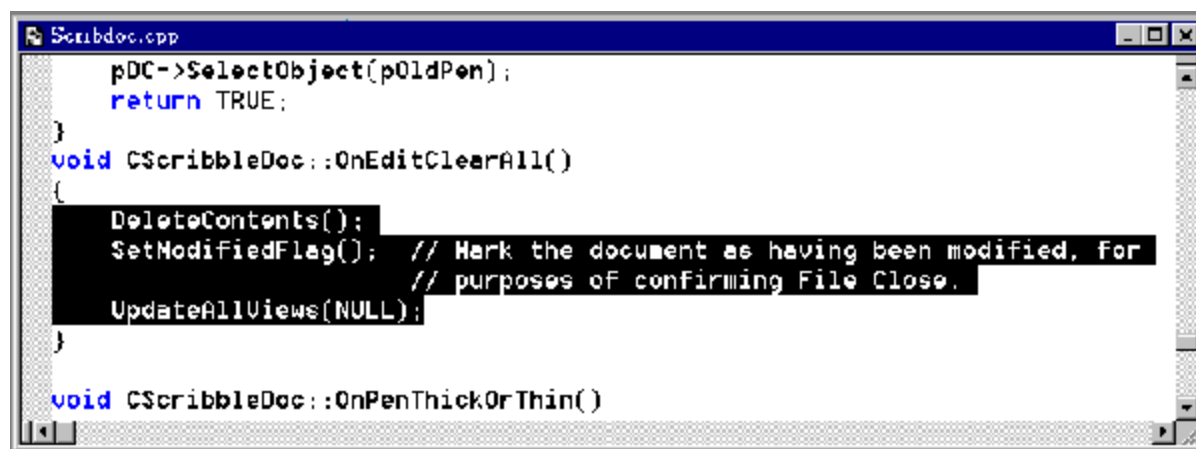 Scribdoc.cpp
pDC->SelectObject(pOldPen);
return TRUE;
}
void CScribbleDoc::OnEditClearAll()
{
DeleteContents();
SetModifiedFlag();  // Mark the document as having been modified, for
// purposes of confirming File Close.
UpdateAllViews(NULL);
}
void CScribbleDoc::OnPenThickOrThin()